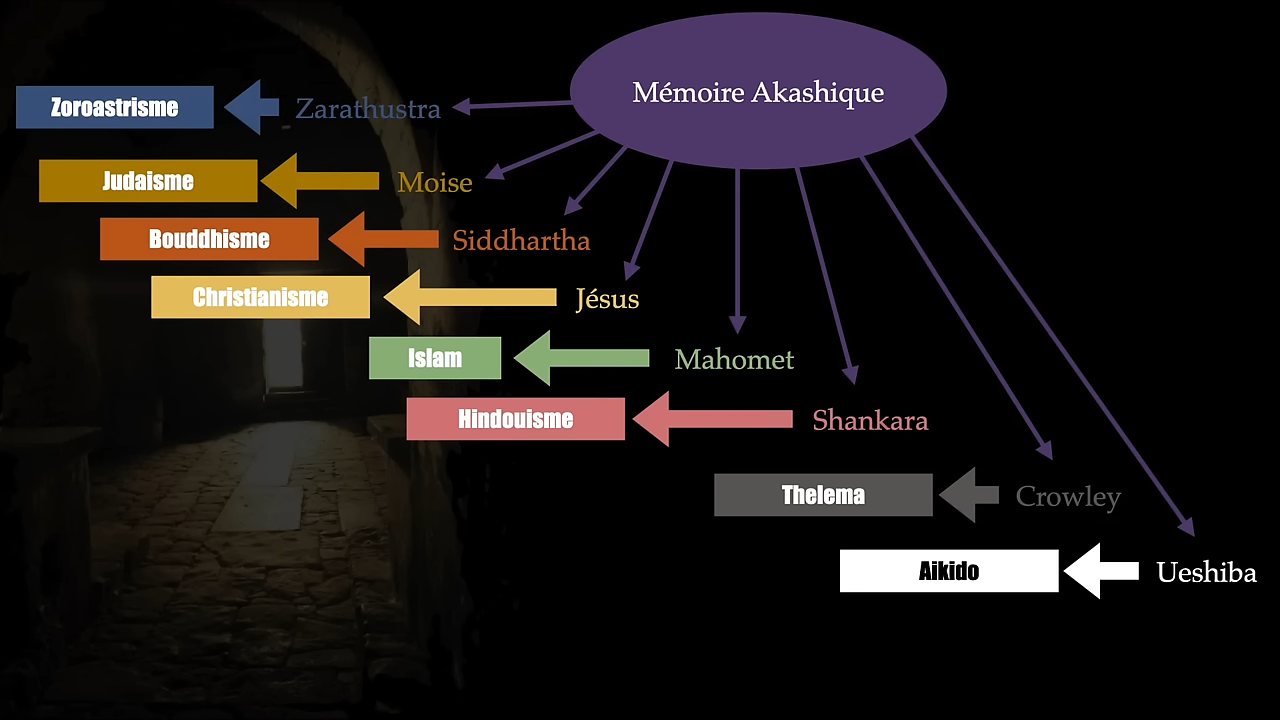 Mémoire Akashique
Zoroastrisme Zarathustra
Judaisme Moise
Bouddhisme Siddhartha
Christianisme Jésus
Islam Mahomet
Hindouisme Shankara
Thelema Crowley
Aikido Ueshiba